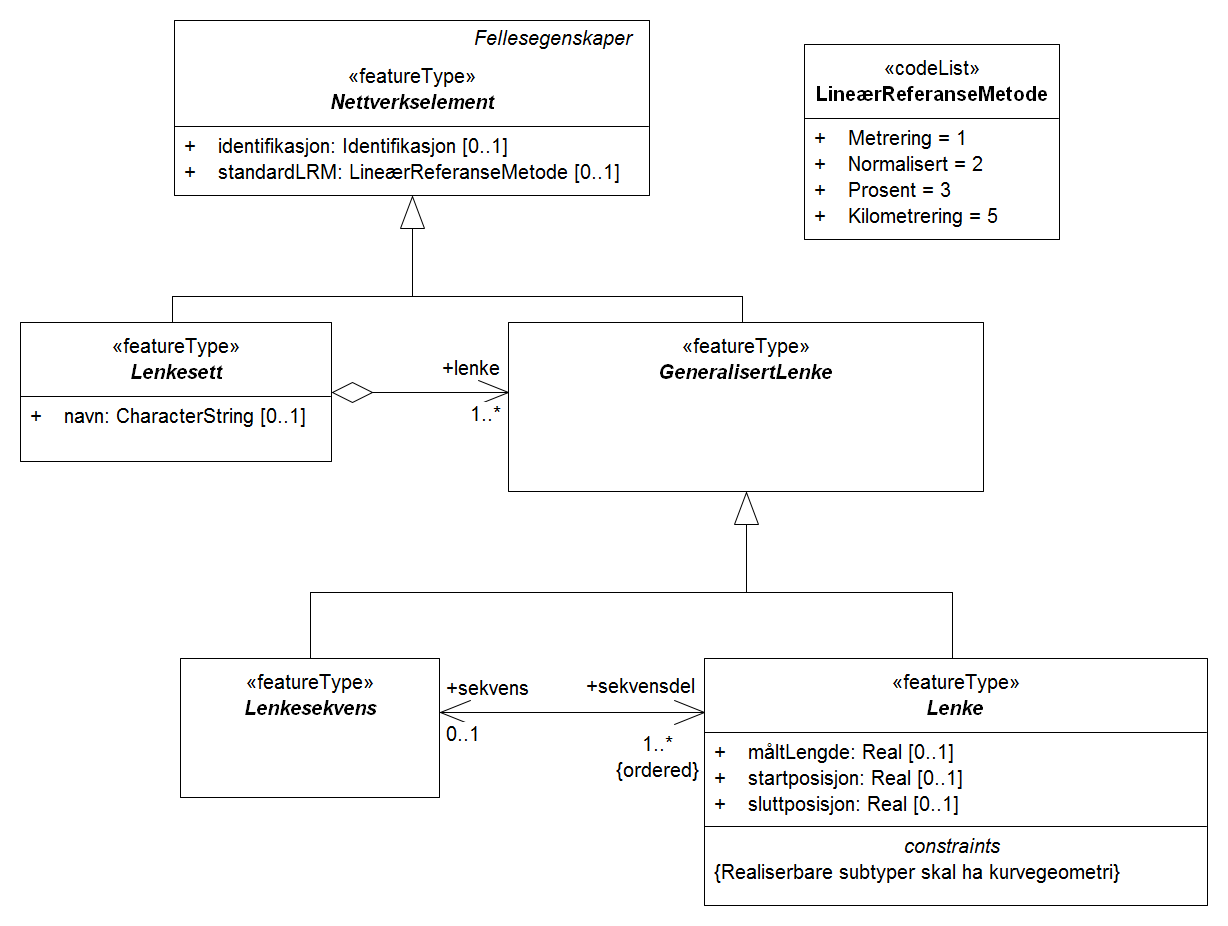 Fellesegenskaper
«featureType»
Nettverkselement
+ identifikasjon: Identifikasjon [0..1]
+ standardLRM: LineærReferanseMetode [0..1]
«codeList»
LineærReferanseMetode
+ Metrering = 1
+ Normalisert = 2
+ Prosent = 3
+ Kilometrering = 5
«featureType»
Lenkesett
+ navn: CharacterString [0..1]
+lenke
1..*
«featureType»
GeneralisertLenke
«featureType»
Lenkesekvens
+sekvens
0..1
+sekvensdel
1..*
{ordered}
«featureType»
Lenke
+ måltLengde: Real [0..1]
+ startposisjon: Real [0..1]
+ sluttposisjon: Real [0..1]
constraints
{Realiserbare subtyper skal ha kurvegeometri}